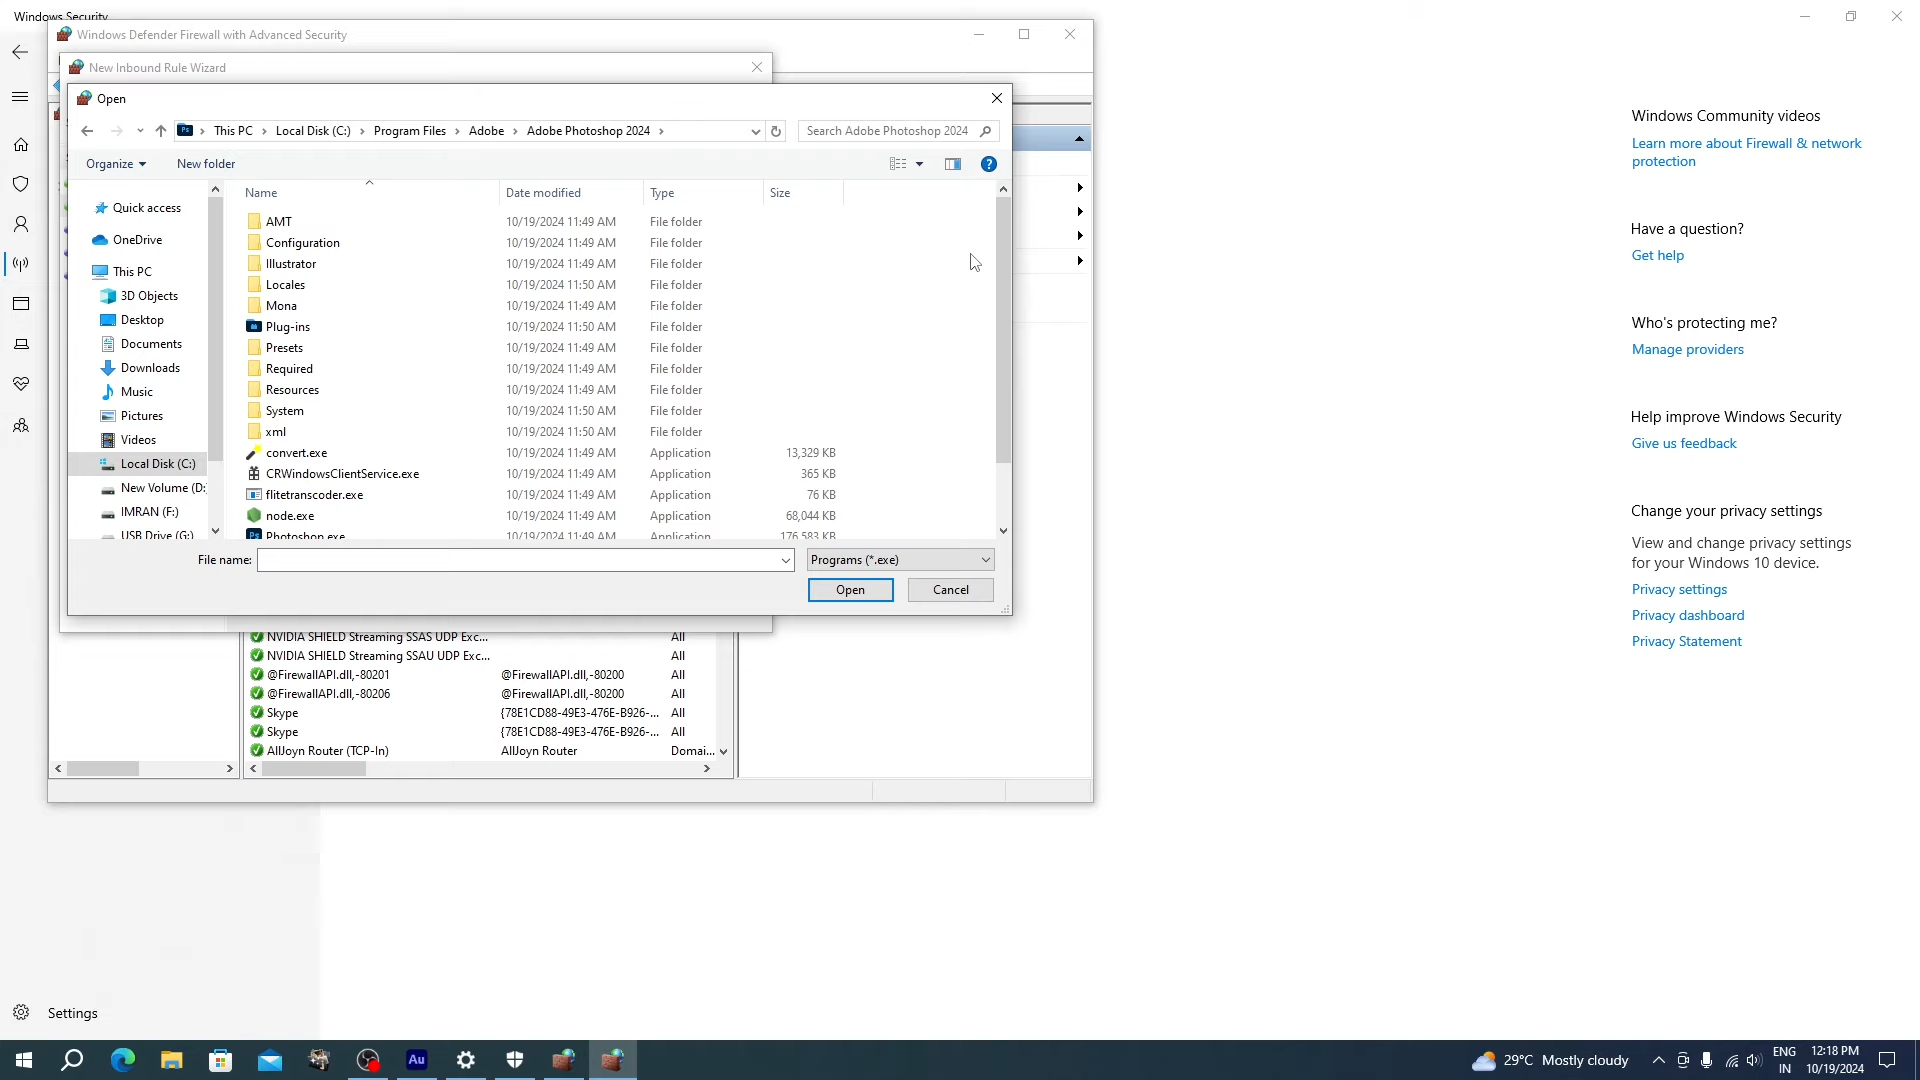 Windows Security
Windows Defender Firewall with Advanced Security
New Inbound Rule Wizard
Open
This PC > Local Disk (C:) > Program Files > Adobe > Adobe Photoshop 2024 >
Search Adobe Photoshop 2024
Organize
New folder
Name
Date modified
Type
Size
Quick access
OneDrive
This PC
3D Objects
Desktop
Documents
Downloads
Music
Pictures
Videos
Local Disk (C:)
New Volume (D:
IMRAN (F:)
USB Drive (G:)
AMT 10/19/2024 11:49 AM File folder
Configuration 10/19/2024 11:49 AM File folder
Illustrator 10/19/2024 11:49 AM File folder
Locales 10/19/2024 11:50 AM File folder
Mona 10/19/2024 11:49 AM File folder
Plug-ins 10/19/2024 11:50 AM File folder
Presets 10/19/2024 11:49 AM File folder
Required 10/19/2024 11:49 AM File folder
Resources 10/19/2024 11:49 AM File folder
System 10/19/2024 11:50 AM File folder
xml 10/19/2024 11:50 AM File folder
convert.exe 10/19/2024 11:49 AM Application 13,329 KB
CRWindowsClientService.exe 10/19/2024 11:49 AM Application 365 KB
flitetranscoder.exe 10/19/2024 11:49 AM Application 76 KB
node.exe 10/19/2024 11:49 AM Application 68,044 KB
Photoshop.exe 10/19/2024 11:49 AM Application 176,583 KB
File name:
Programs (*.exe)
Open
Cancel
NVIDIA SHIELD Streaming SSAS UDP Exc... All
NVIDIA SHIELD Streaming SSAU UDP Exc... All
@FirewallAPI.dll,-80201 @FirewallAPI.dll,-80200 All
@FirewallAPI.dll,-80206 @FirewallAPI.dll,-80200 All
Skype {78E1CD88-49E3-476E-B926-... All
Skype {78E1CD88-49E3-476E-B926-... All
AllJoyn Router (TCP-In) AllJoyn Router Domai...
Settings
Windows Community videos
Learn more about Firewall & network
protection
Have a question?
Get help
Who's protecting me?
Manage providers
Help improve Windows Security
Give us feedback
Change your privacy settings
View and change privacy settings
for your Windows 10 device.
Privacy settings
Privacy dashboard
Privacy Statement
Au
29°C Mostly cloudy
ENG
IN
12:18 PM
10/19/2024